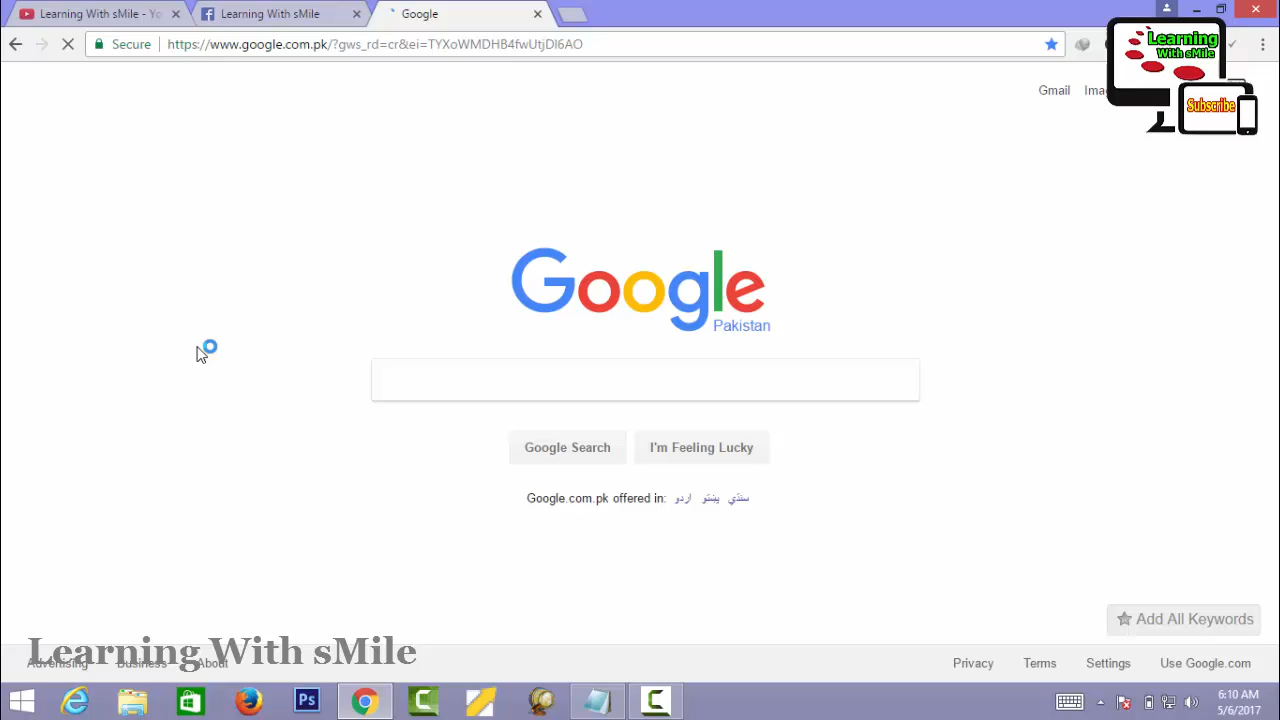 Learning With sMile - Yo
Learning With sMile
Google
Secure
https://www.google.com.pk/?gws_rd=cr&ei=TYXoWMDHB4fwUtjDl6AO
Learning
With sMile
Subscribe
Gmail
Google
Pakistan
Google Search
I'm Feeling Lucky
Google.com.pk offered in: اردو پښتو سنڌي
Add All Keywords
Learning With sMile
Advertising Business About
Privacy Terms Settings Use Google.com
Ps
6:10 AM
5/6/2017